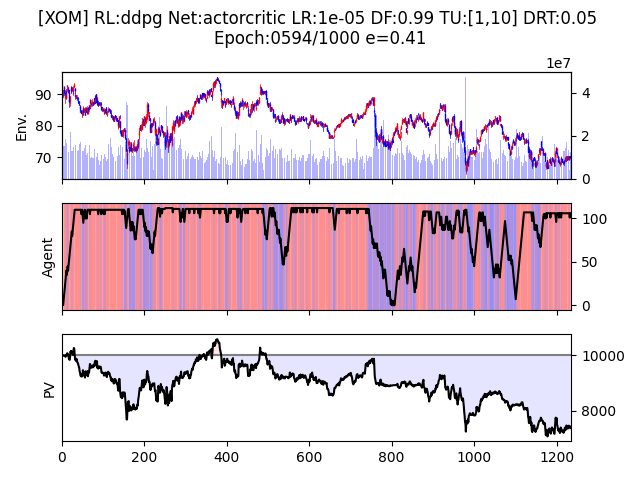 [XOM] RL:ddpg Net:actorcritic LR:1e-05 DF:0.99 TU:[1,10] DRT:0.05
Epoch:0594/1000 e=0.41
1e7
90
80
70
Env.
4
2
0
Agent
100
50
0
PV
10000
8000
0 200 400 600 800 1000 1200